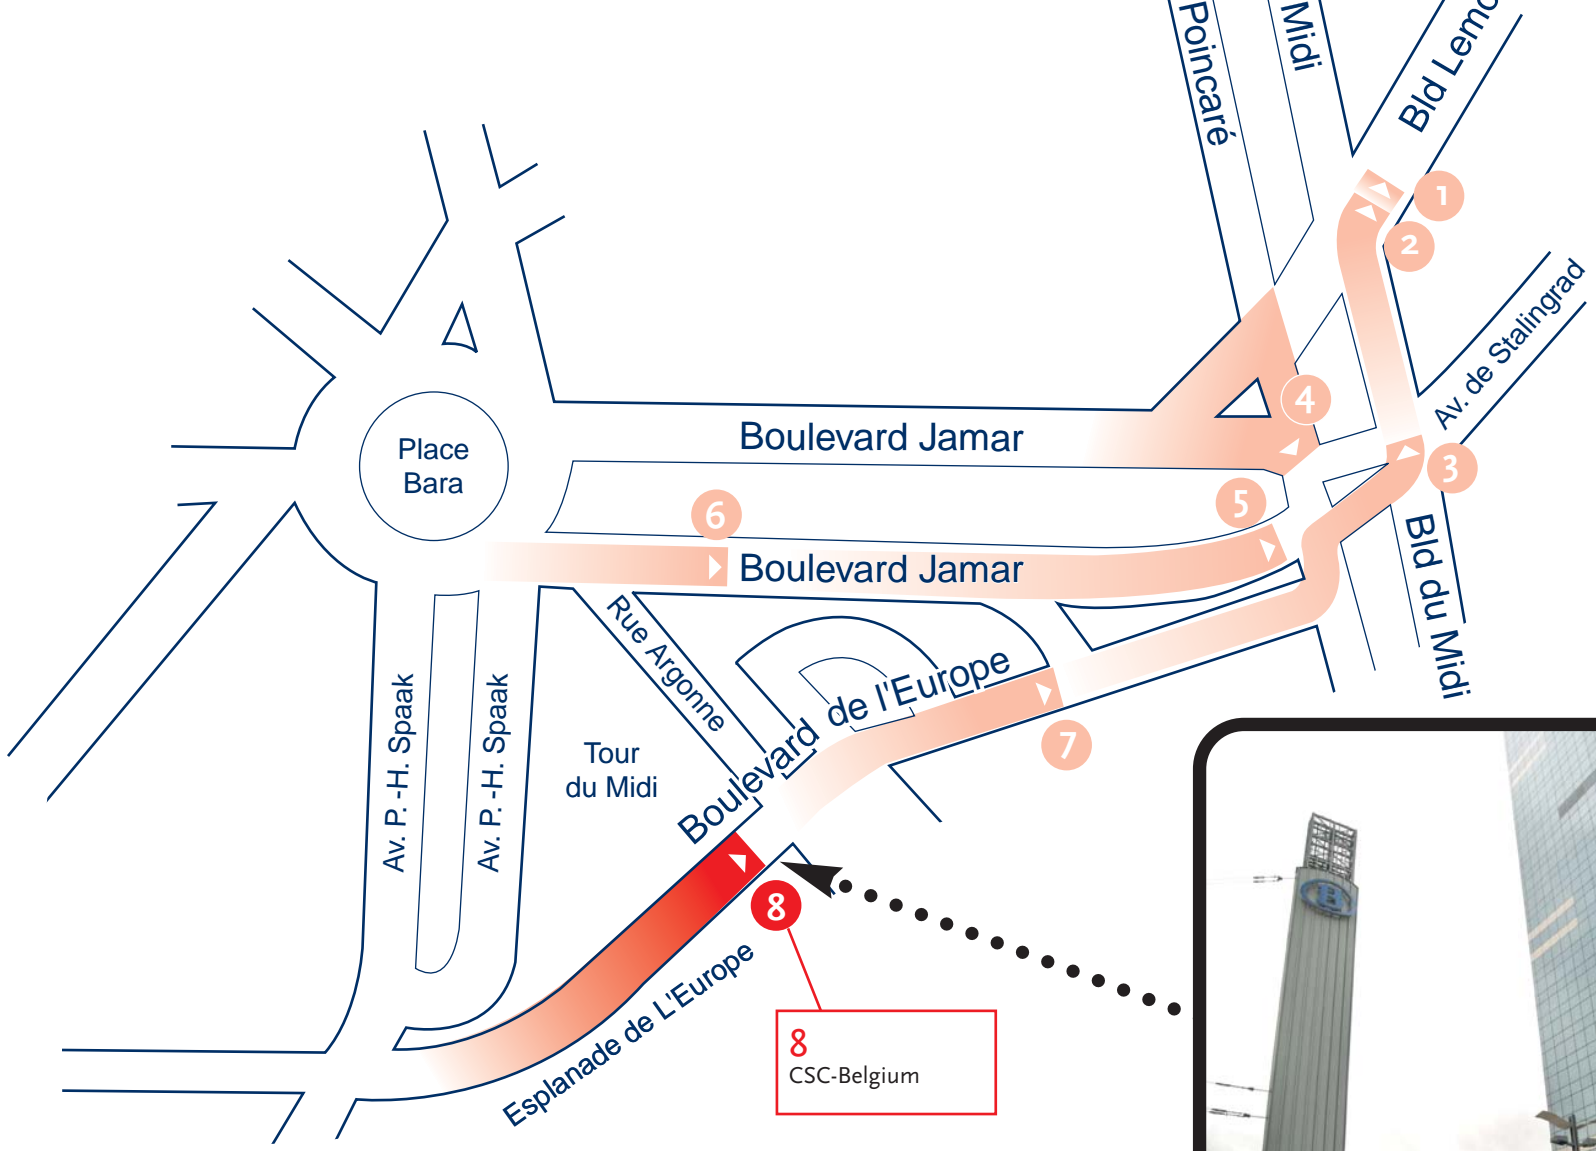 Poincaré
Midi
Bld Lemo
1
2
Av. de Stalingrad
4
Place
Bara
Boulevard Jamar
3
5
6
Boulevard Jamar
Bld du Midi
Rue Argonne
Boulevard de l'Europe
Av. P. -H. Spaak
Av. P. -H. Spaak
Tour
du Midi
7
8
Esplanade de L'Europe
8
CSC-Belgium
B